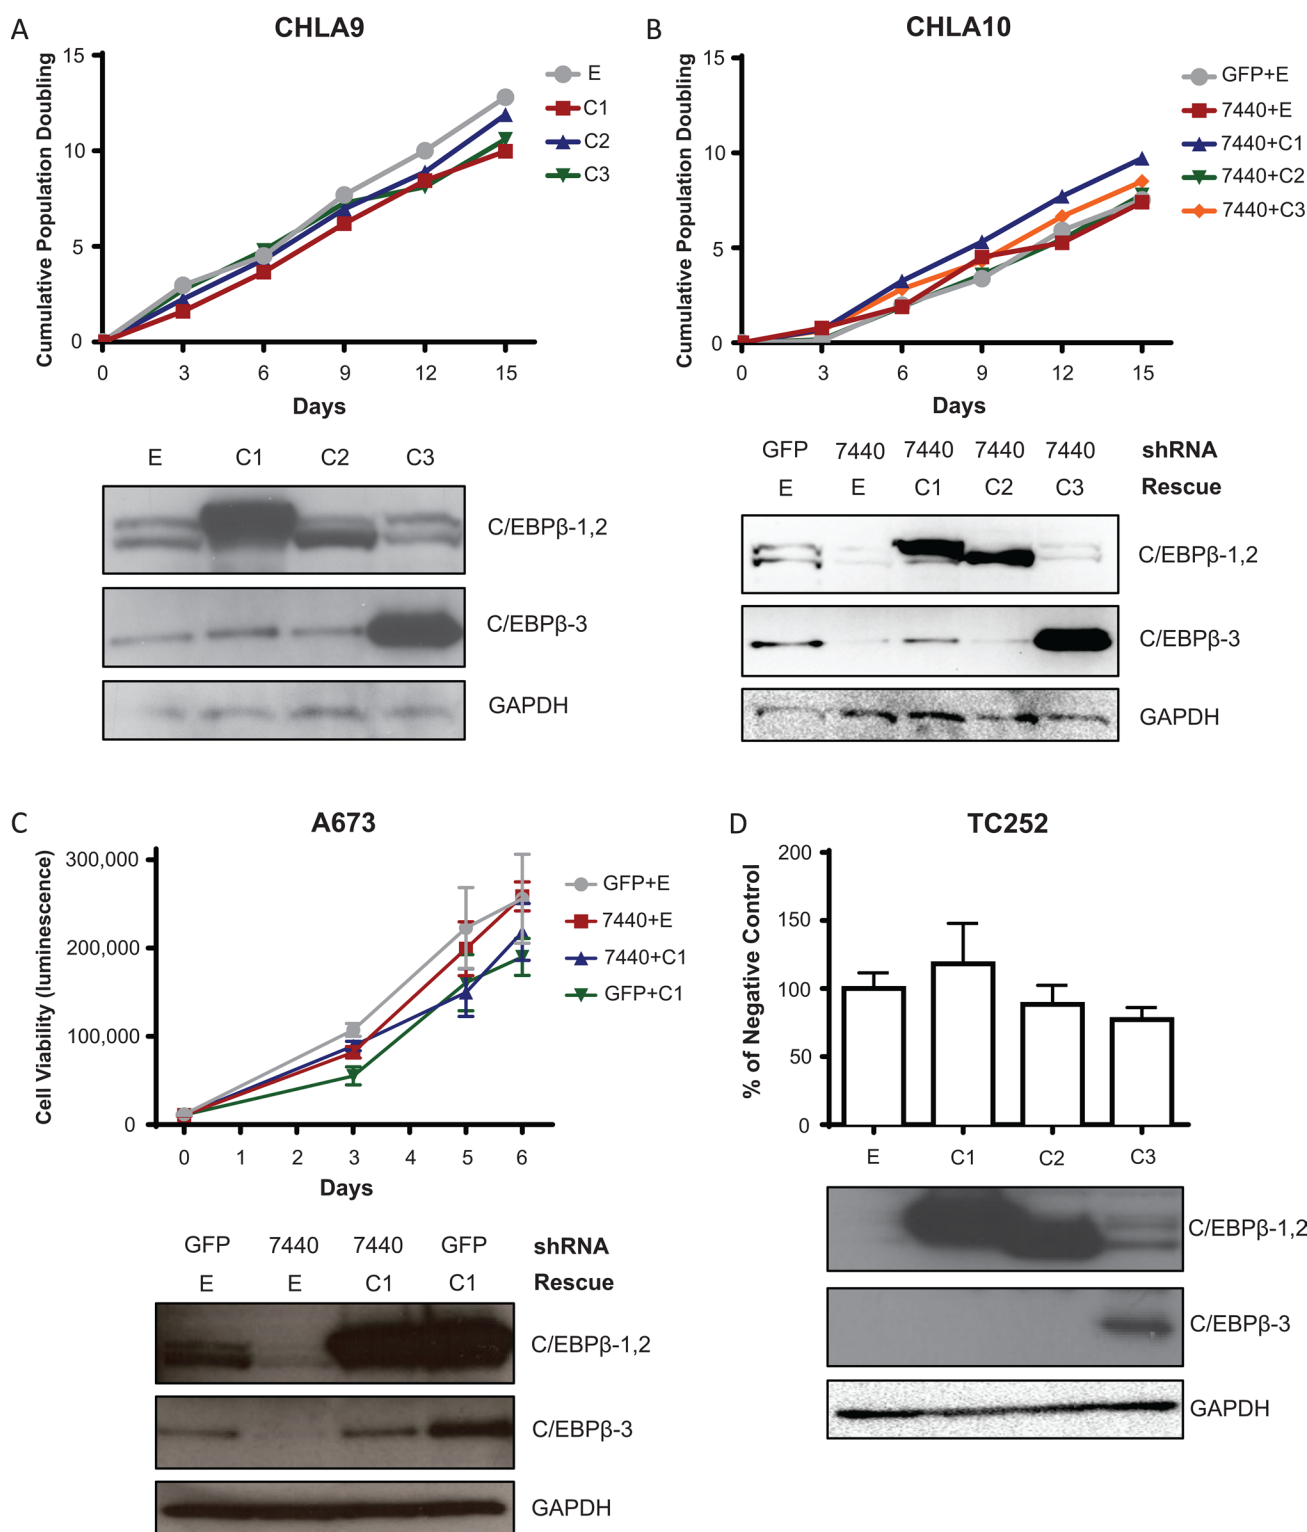 A
CHLA9
Cumulative Population Doubling
15
10
5
0
0 3 6 9 12 15
Days
E
C1
C2
C3
E C1 C2 C3
C/EBPβ-1,2
C/EBPβ-3
GAPDH
B
CHLA10
Cumulative Population Doubling
15
10
5
0
0 3 6 9 12 15
Days
GFP+E
7440+E
7440+C1
7440+C2
7440+C3
GFP 7440 7440 7440 7440 shRNA
E E C1 C2 C3 Rescue
C/EBPβ-1,2
C/EBPβ-3
GAPDH
C
A673
Cell Viability (luminescence)
300,000
200,000
100,000
0
0 1 2 3 4 5 6
Days
GFP+E
7440+E
7440+C1
GFP+C1
GFP 7440 7440 GFP shRNA
E E C1 C1 Rescue
C/EBPβ-1,2
C/EBPβ-3
GAPDH
D
TC252
% of Negative Control
200
150
100
50
0
E C1 C2 C3
C/EBPβ-1,2
C/EBPβ-3
GAPDH